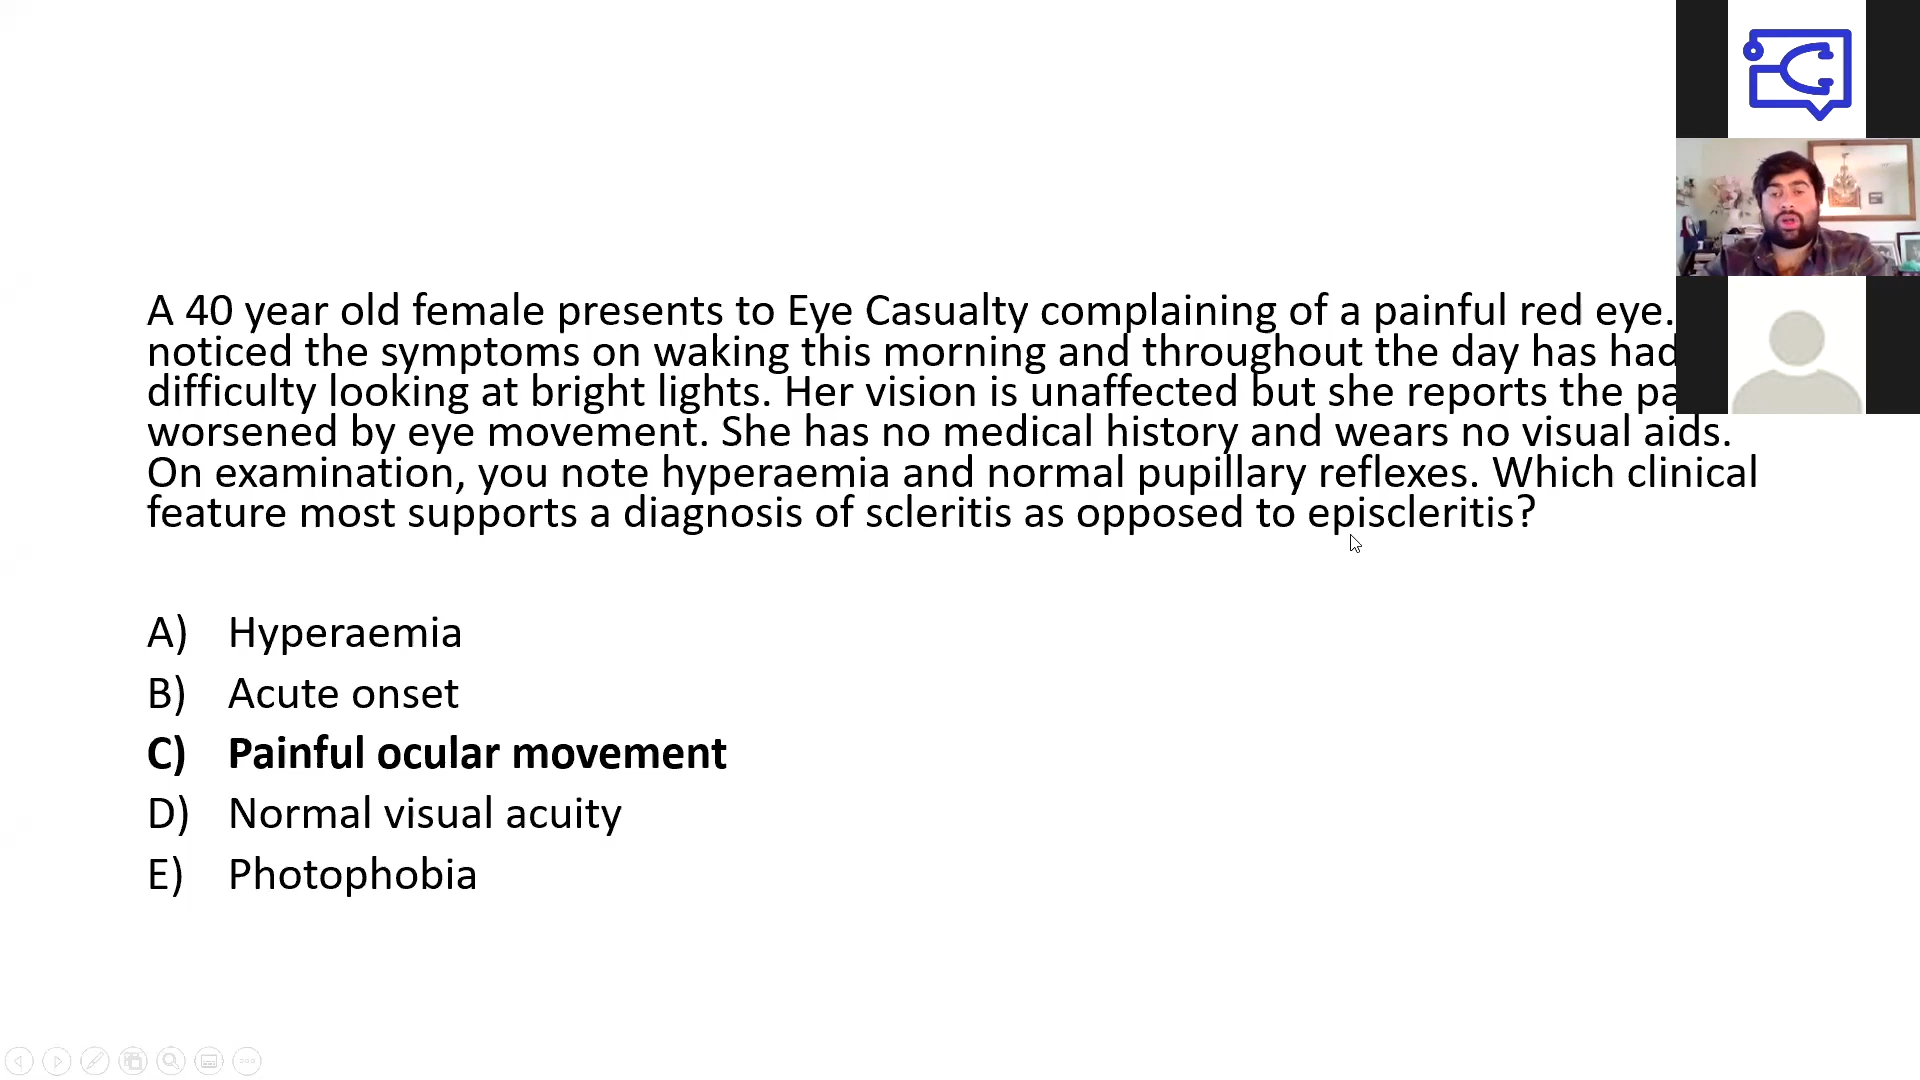 A 40 year old female presents to Eye Casualty complaining of a painful red eye.
noticed the symptoms on waking this morning and throughout the day has had
difficulty looking at bright lights. Her vision is unaffected but she reports the
worsened by eye movement. She has no medical history and wears no visual aids.
On examination, you note hyperaemia and normal pupillary reflexes. Which clinical
feature most supports a diagnosis of scleritis as opposed to episcleritis?
A) Hyperaemia
B) Acute onset
C) Painful ocular movement
D) Normal visual acuity
E) Photophobia